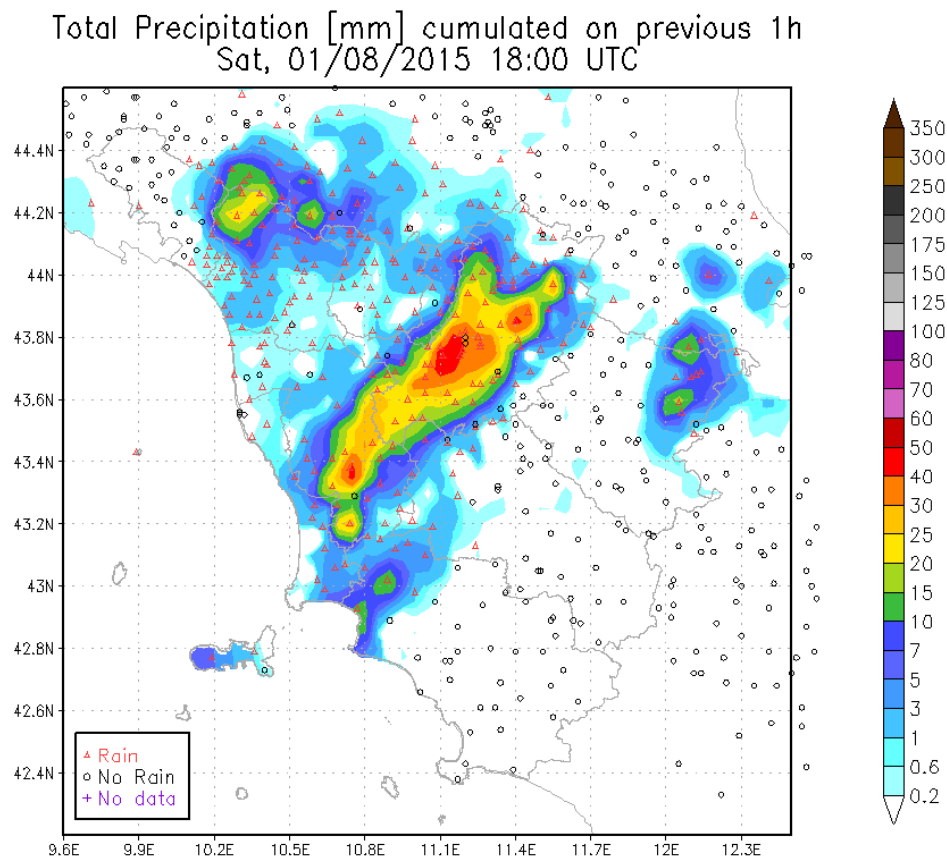 Total Precipitation [mm] cumulated on previous 1h
Sat, 01/08/2015 18:00 UTC
44.4N
44.2N
44N
43.8N
43.6N
43.4N
43.2N
43N
42.8N
42.6N
42.4N
Rain
No Rain
No data
9.6E 9.9E 10.2E 10.5E 10.8E 11.1E 11.4E 11.7E 12E 12.3E
350
300
250
200
175
150
125
100
80
70
60
50
40
30
25
20
15
10
7
5
3
1
0.6
0.2